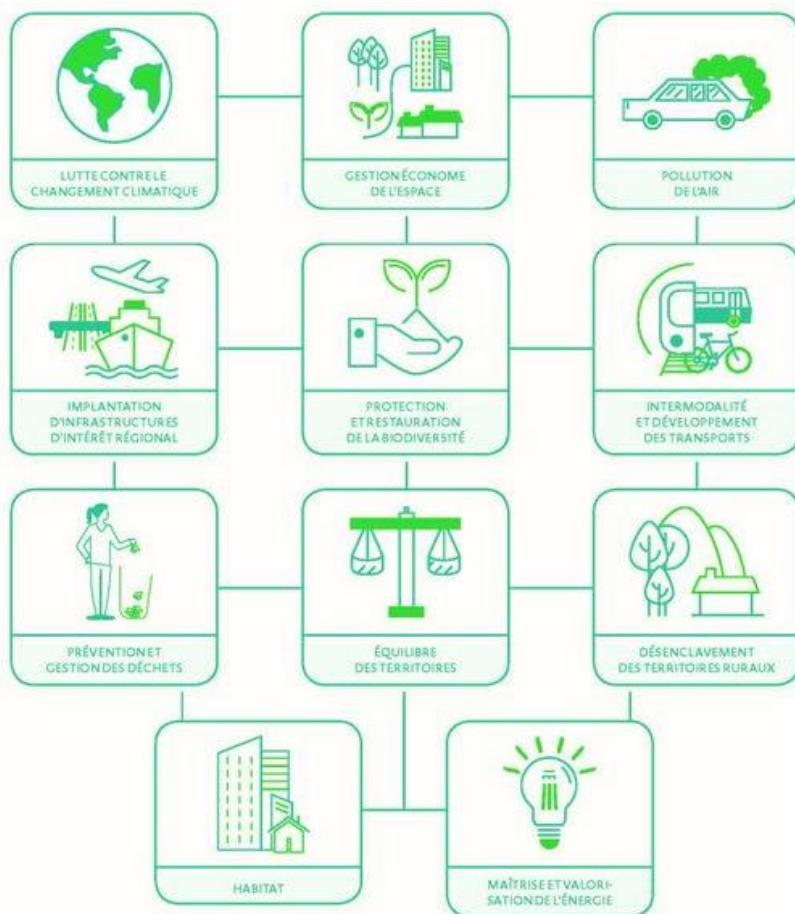 LUTTE CONTRE LE
CHANGEMENT CLIMATIQUE
GESTION ÉCONOME
DE L'ESPACE
POLLUTION
DE L'AIR
IMPLANTATION
D'INFRASTRUCTURES
D'INTÉRÊT RÉGIONAL
PROTECTION
ET RESTAURATION
DE LA BIODIVERSITÉ
INTERMODALITÉ
ET DÉVELOPPEMENT
DES TRANSPORTS
PRÉVENTION ET
GESTION DES DÉCHETS
ÉQUILIBRE
DES TERRITOIRES
DÉSENCLAVEMENT
DES TERRITOIRES RURAUX
HABITAT
MAÎTRISE ET VALORI-
SATION DE L'ÉNERGIE